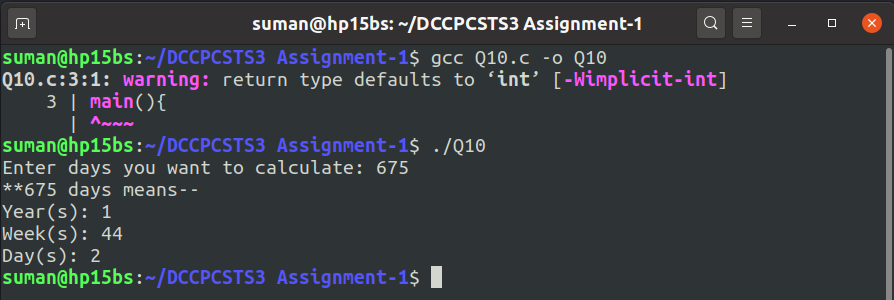 suman@hp15bs: ~/DCCPCSTS3 Assignment-1
suman@hp15bs:~/DCCPCSTS3 Assignment-1$ gcc Q10.c -o Q10
Q10.c:3:1: warning: return type defaults to ‘int’ [-Wimplicit-int]
    3 | main(){
      | ^~~~
suman@hp15bs:~/DCCPCSTS3 Assignment-1$ ./Q10
Enter days you want to calculate: 675
**675 days means--
Year(s): 1
Week(s): 44
Day(s): 2
suman@hp15bs:~/DCCPCSTS3 Assignment-1$